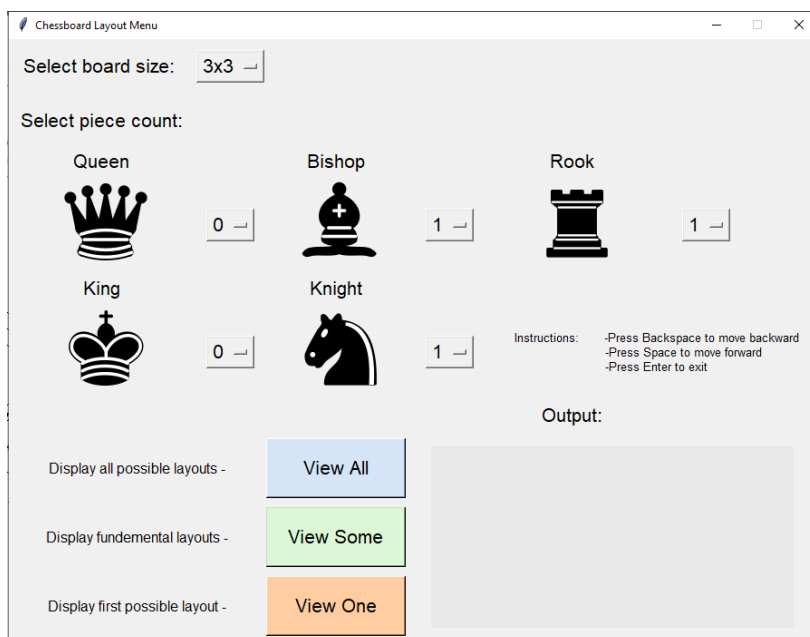 Chessboard Layout Menu
Select board size: 3x3
Select piece count:
Queen Bishop Rook
0 1 1
King Knight
0 1
Instructions: -Press Backspace to move backward
-Press Space to move forward
-Press Enter to exit
Output:
Display all possible layouts - View All
Display fundemental layouts - View Some
Display first possible layout - View One